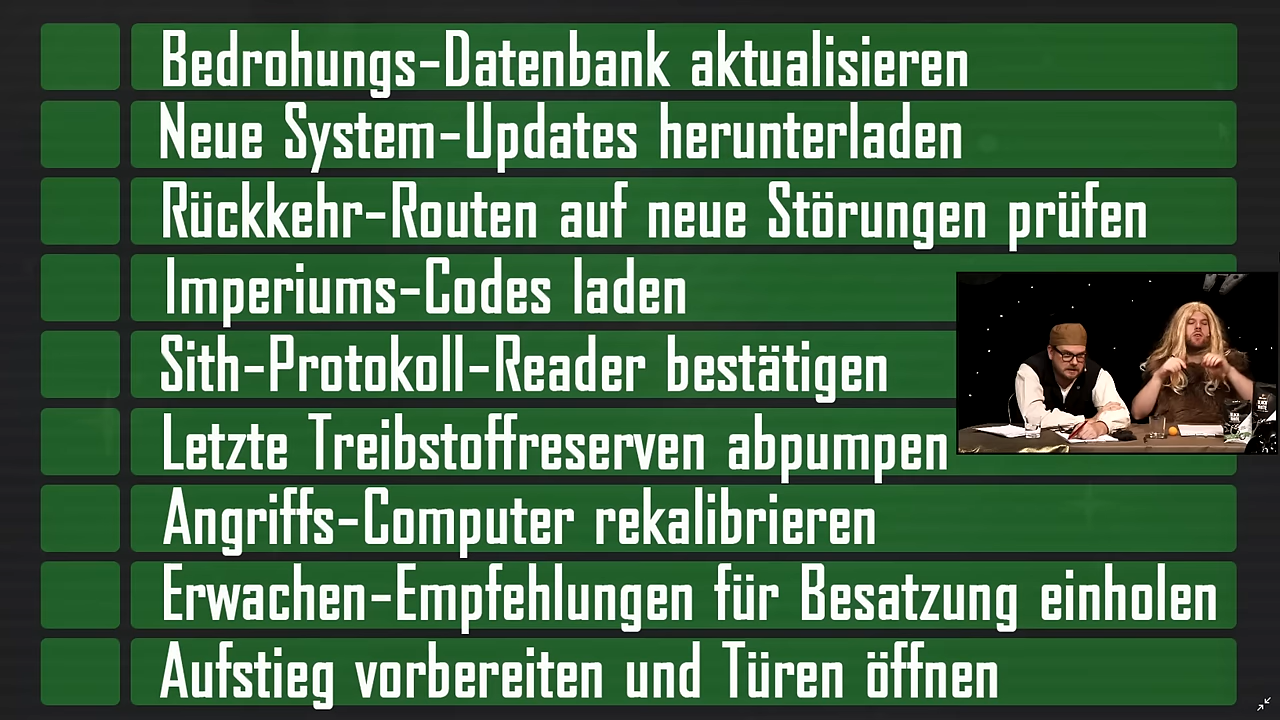 Bedrohungs-Datenbank aktualisieren
Neue System-Updates herunterladen
Rückkehr-Routen auf neue Störungen prüfen
Imperiums-Codes laden
Sith-Protokoll-Reader bestätigen
Letzte Treibstoffreserven abpumpen
Angriffs-Computer rekalibrieren
Erwachen-Empfehlungen für Besatzung einholen
Aufstieg vorbereiten und Türen öffnen